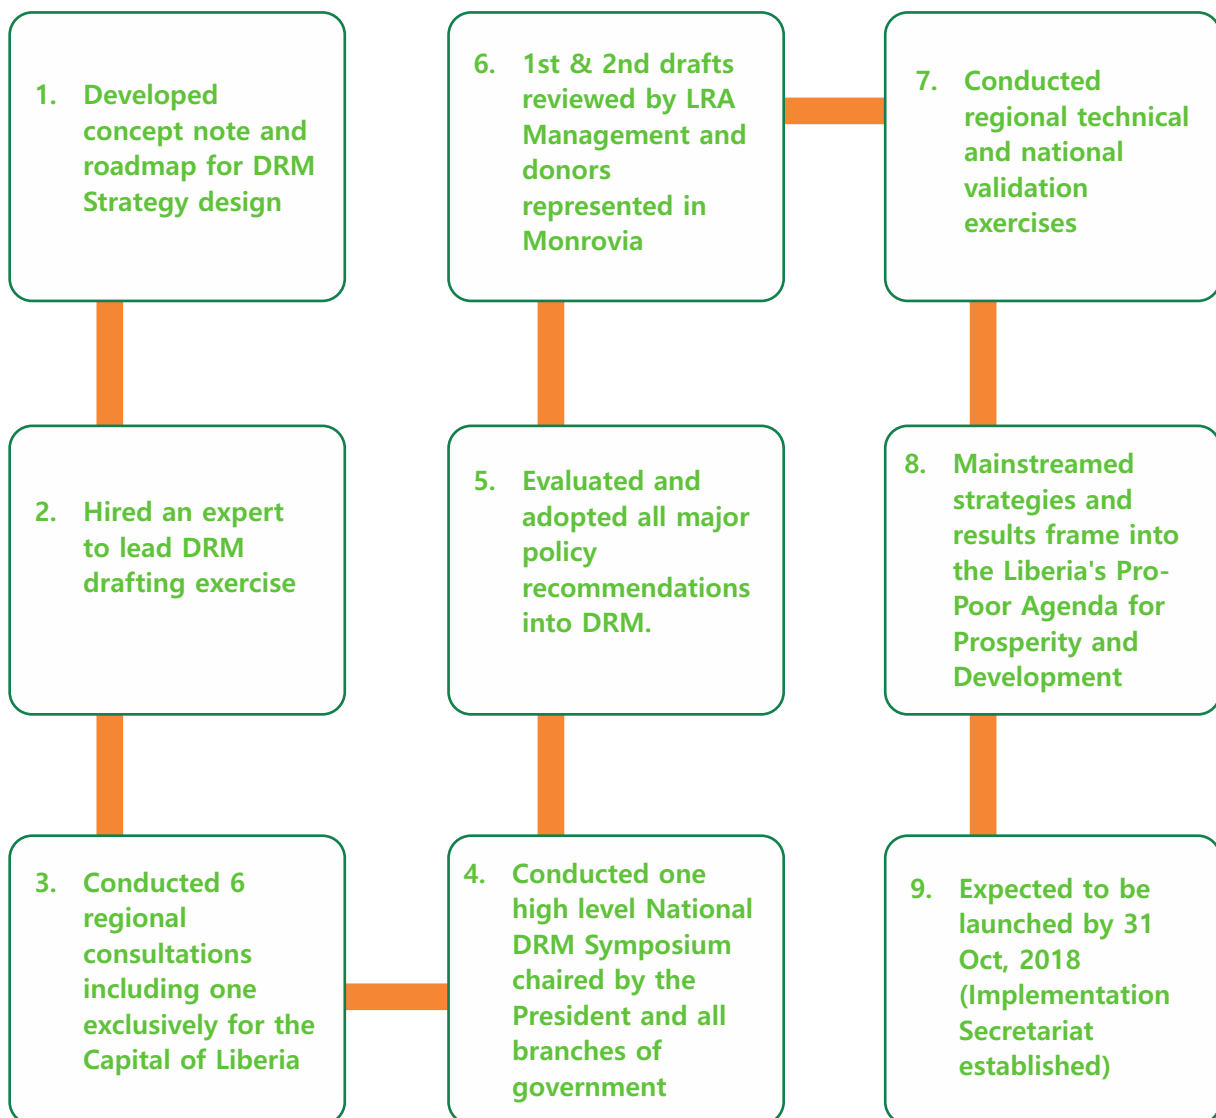 1. Developed
concept note and
roadmap for DRM
Strategy design
2. Hired an expert
to lead DRM
drafting exercise
3. Conducted 6
regional
consultations
including one
exclusively for the
Capital of Liberia
4. Conducted one
high level National
DRM Symposium
chaired by the
President and all
branches of
government
5. Evaluated and
adopted all major
policy
recommendations
into DRM.
6. 1st & 2nd drafts
reviewed by LRA
Management and
donors
represented in
Monrovia
7. Conducted
regional technical
and national
validation
exercises
8. Mainstreamed
strategies and
results frame into
the Liberia's Pro-
Poor Agenda for
Prosperity and
Development
9. Expected to be
launched by 31
Oct, 2018
(Implementation
Secretariat
established)